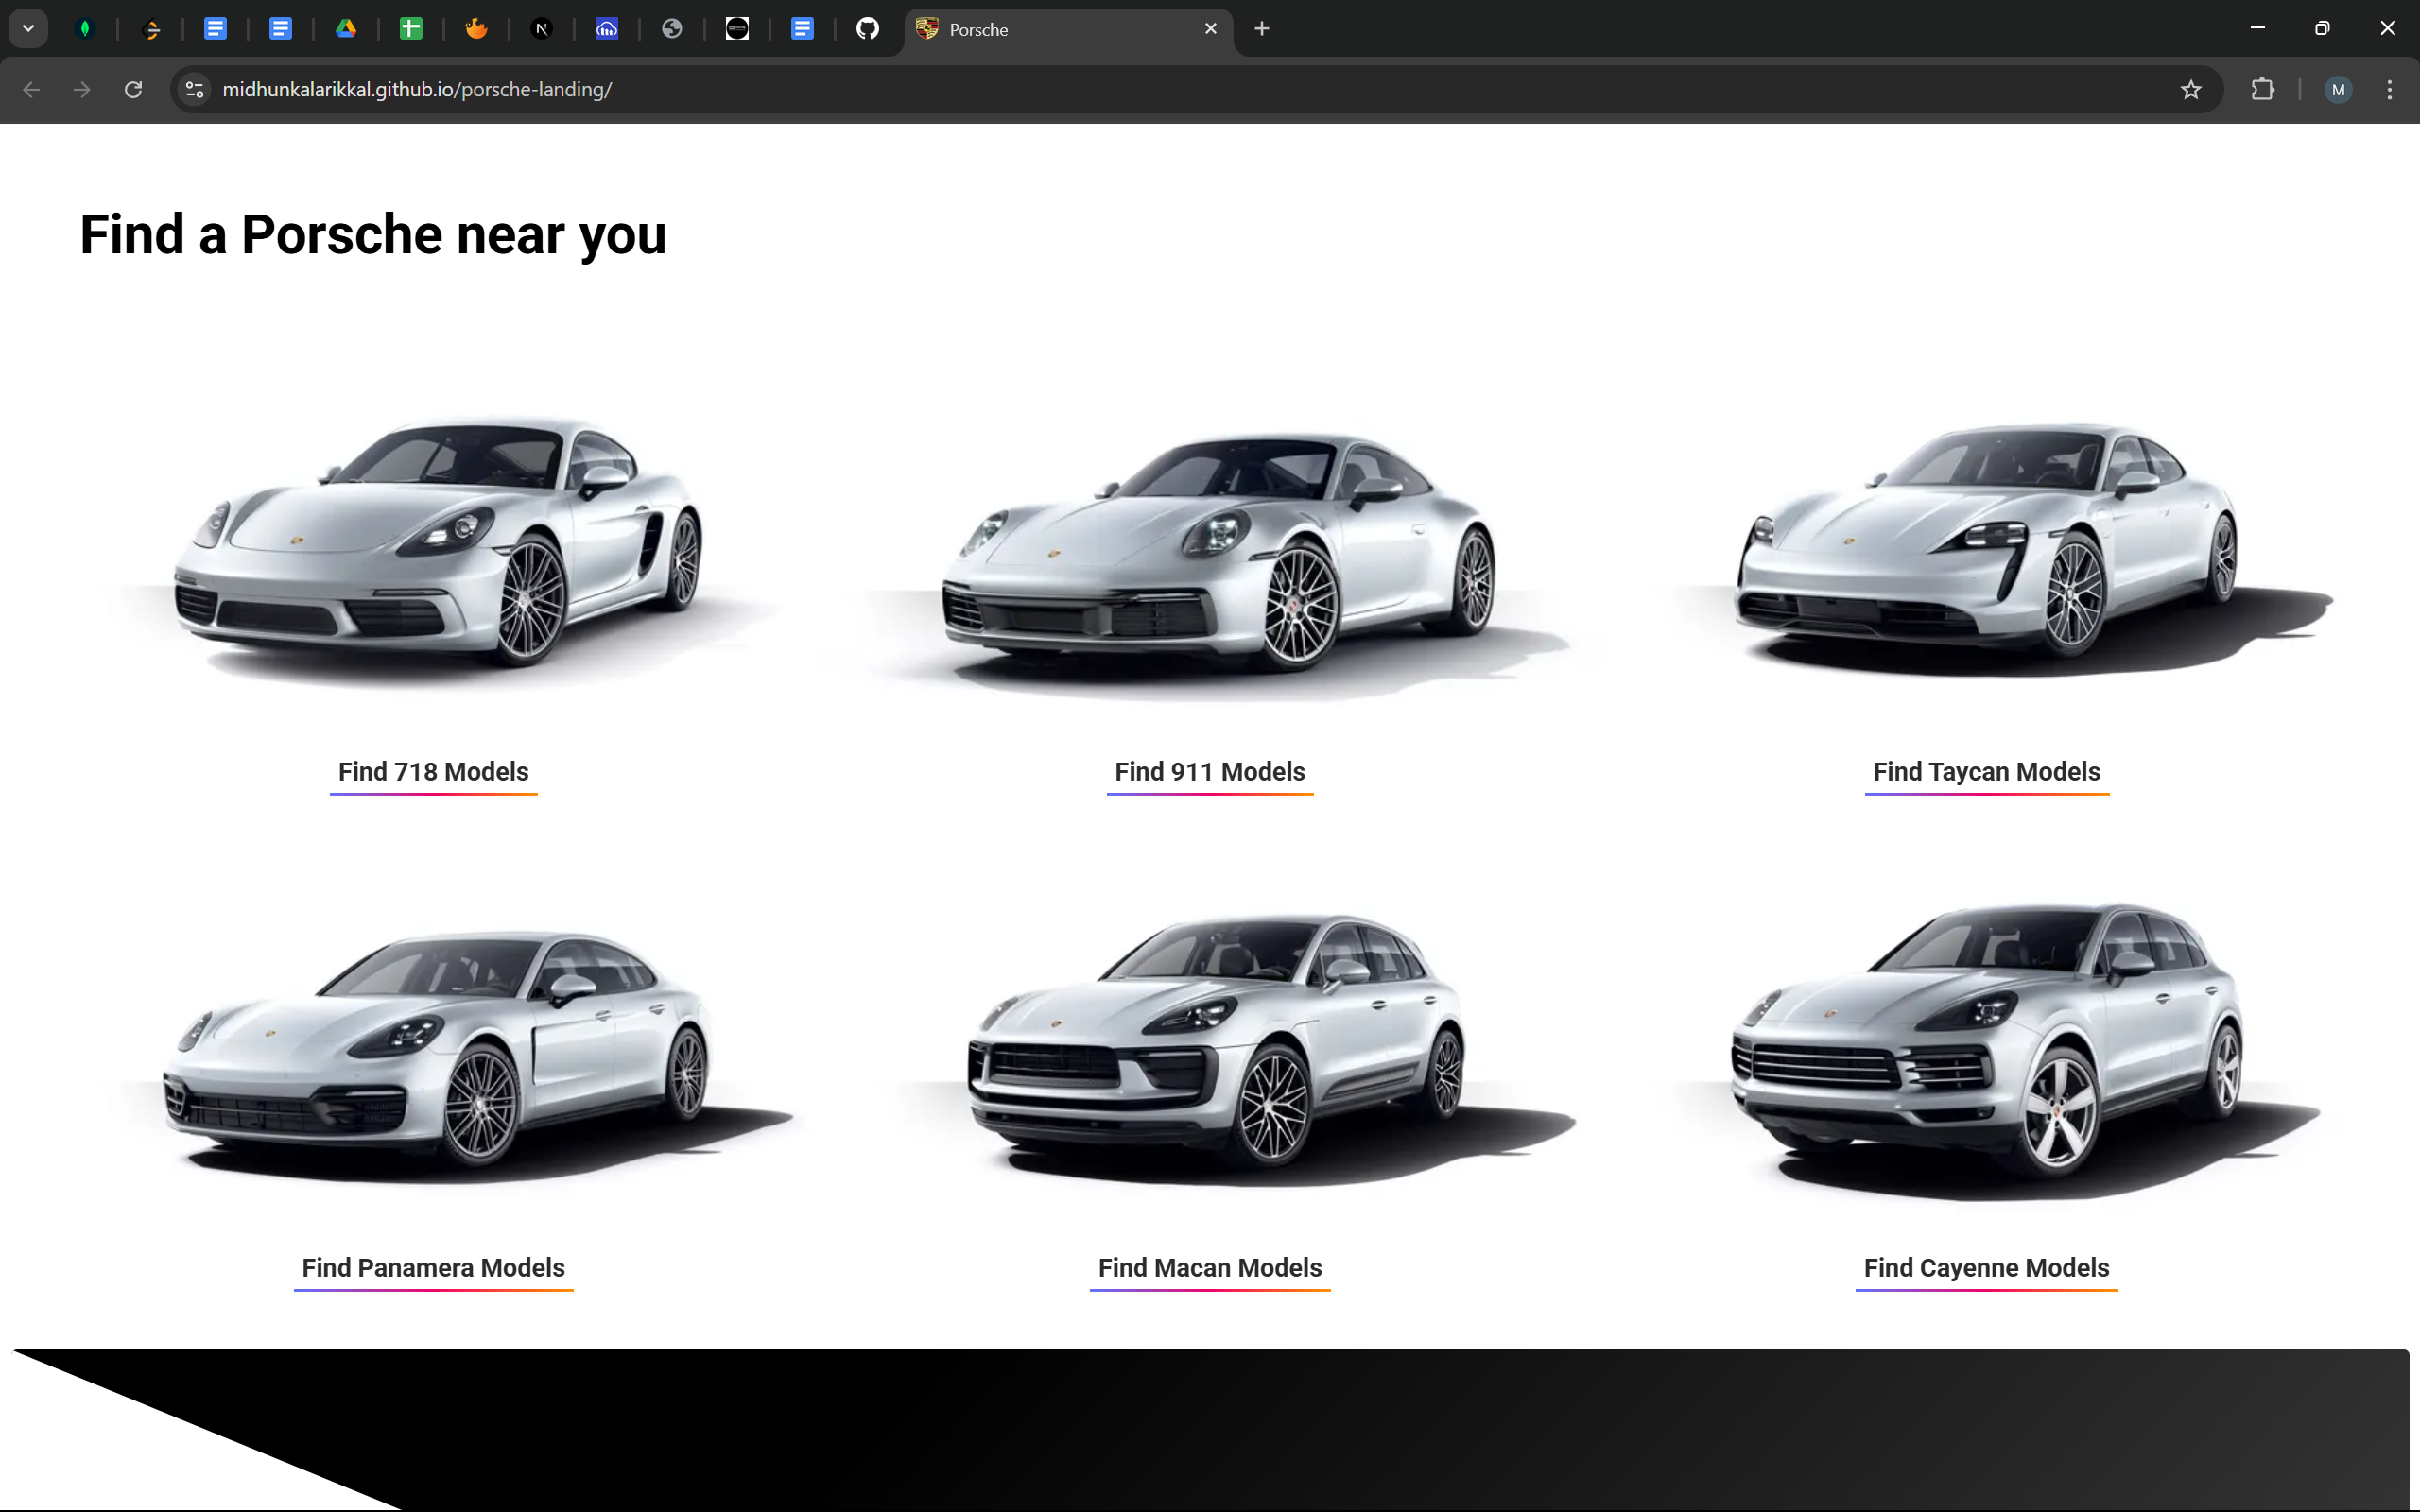 Porsche
midhunkalarikkal.github.io/porsche-landing/
M
Find a Porsche near you
Find 718 Models
Find 911 Models
Find Taycan Models
Find Panamera Models
Find Macan Models
Find Cayenne Models